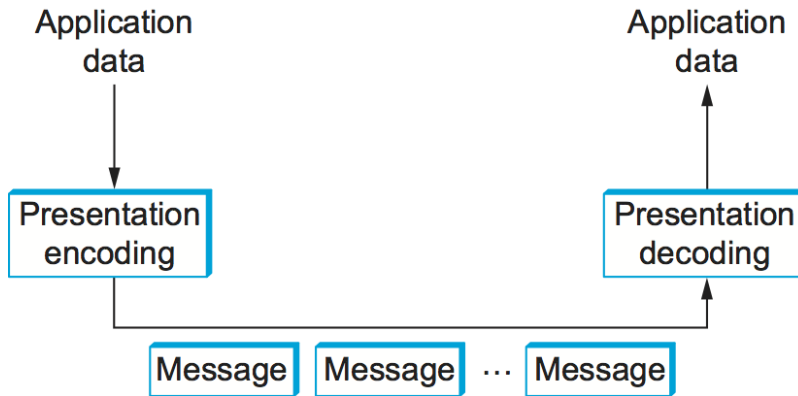 Application
data
Application
data
Presentation
encoding
Presentation
decoding
Message
Message
...
Message